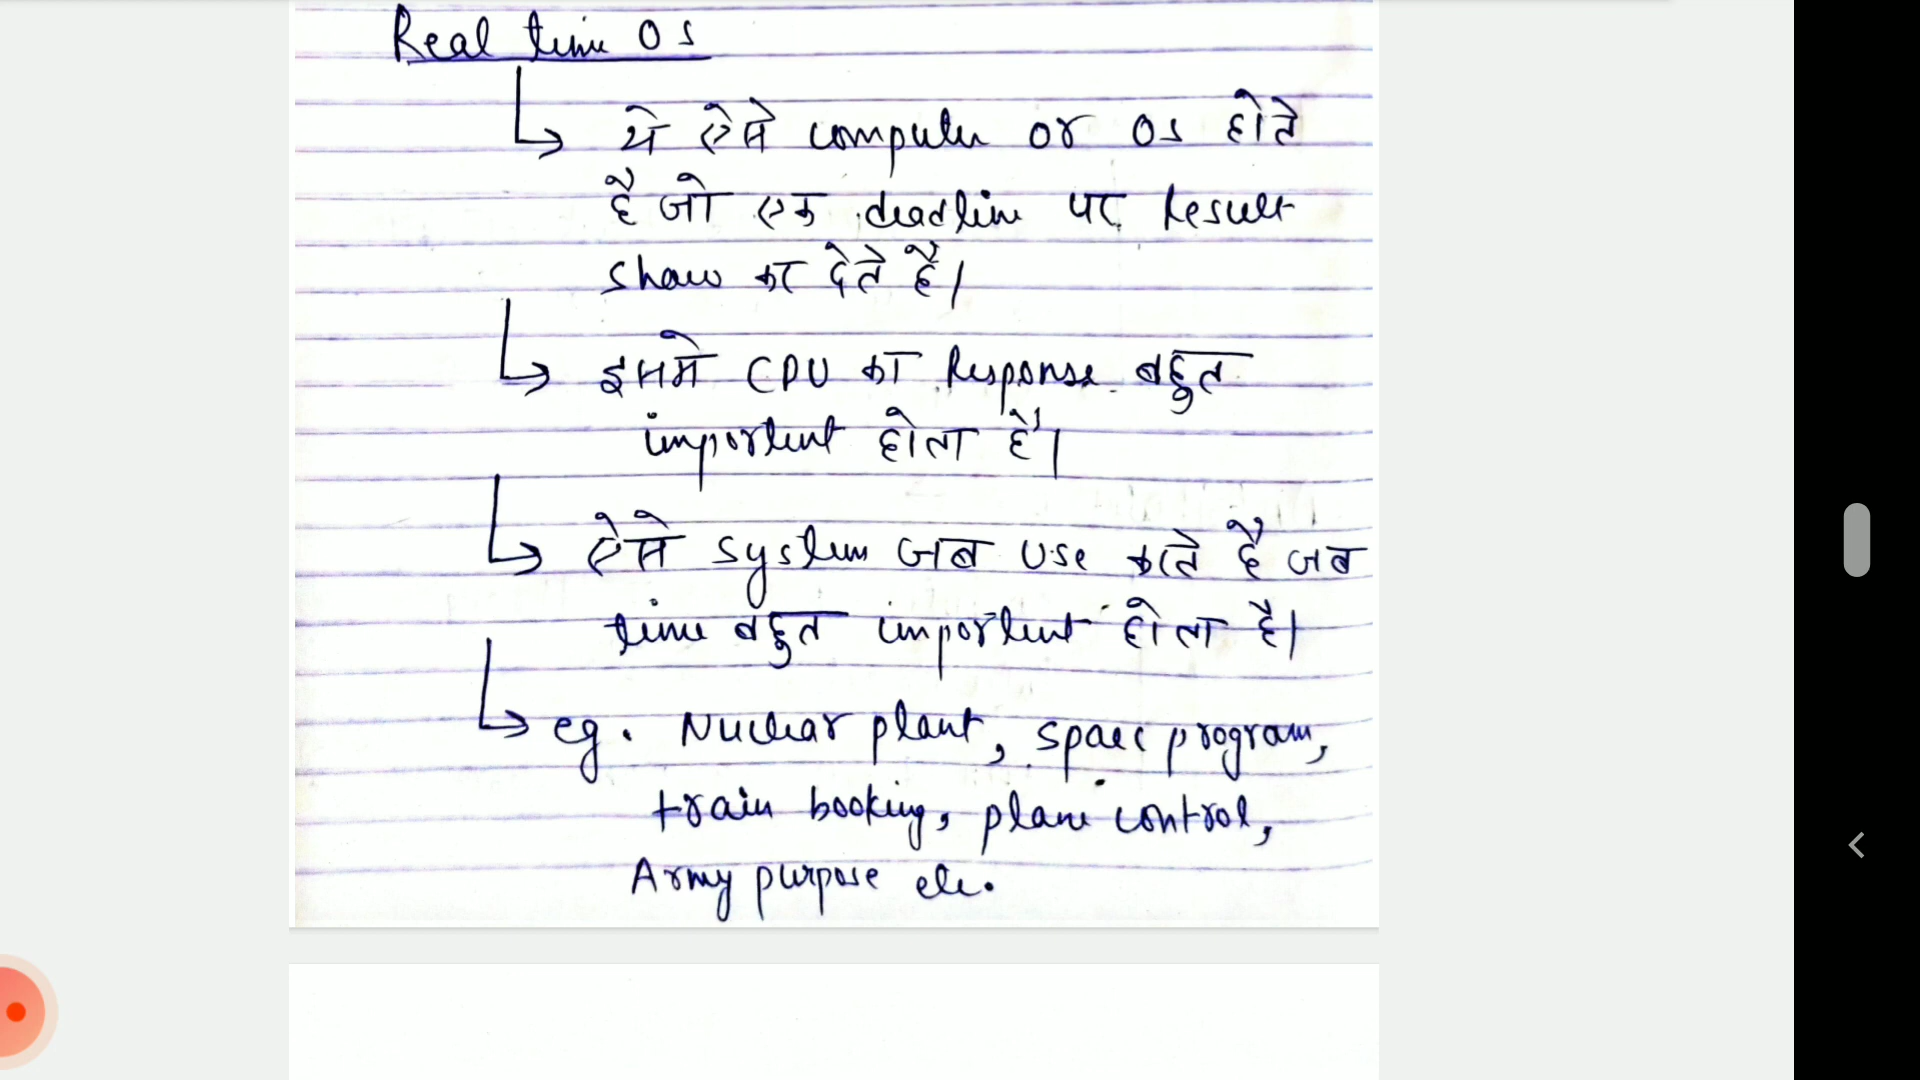 Real time OS
ये ऐसे computer or OS होते
है जो एक deadline पर Result
show कर देते हैं।
इसमे CPU का Response बहुत
important होता है।
ऐसे system जब use करते है जब
time बहुत important होता है।
eg. Nuclear plant, space program,
train booking, plane control,
Army purpose etc.